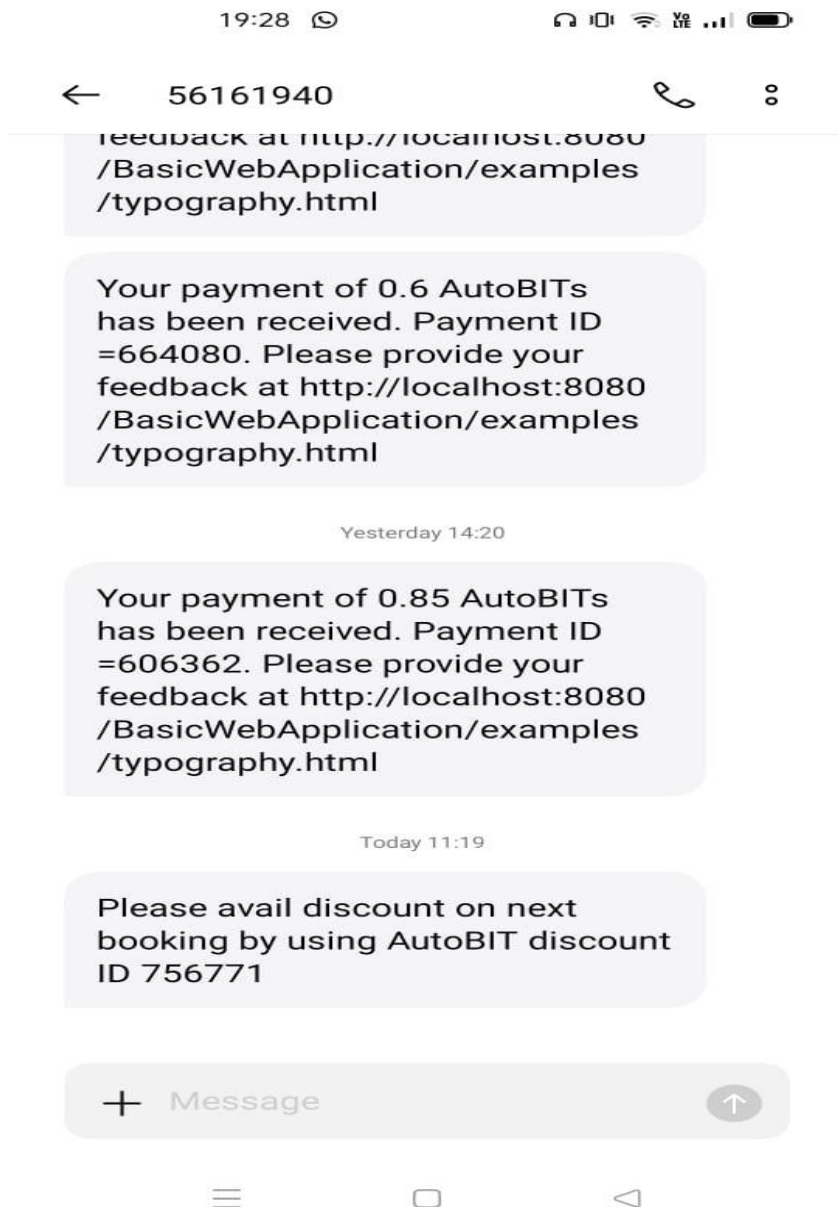 19:28
Vo
LTE
56161940
feedback at http://localhost:8080
/BasicWebApplication/examples
/typography.html
Your payment of 0.6 AutoBITs
has been received. Payment ID
=664080. Please provide your
feedback at http://localhost:8080
/BasicWebApplication/examples
/typography.html
Yesterday 14:20
Your payment of 0.85 AutoBITs
has been received. Payment ID
=606362. Please provide your
feedback at http://localhost:8080
/BasicWebApplication/examples
/typography.html
Today 11:19
Please avail discount on next
booking by using AutoBIT discount
ID 756771
Message